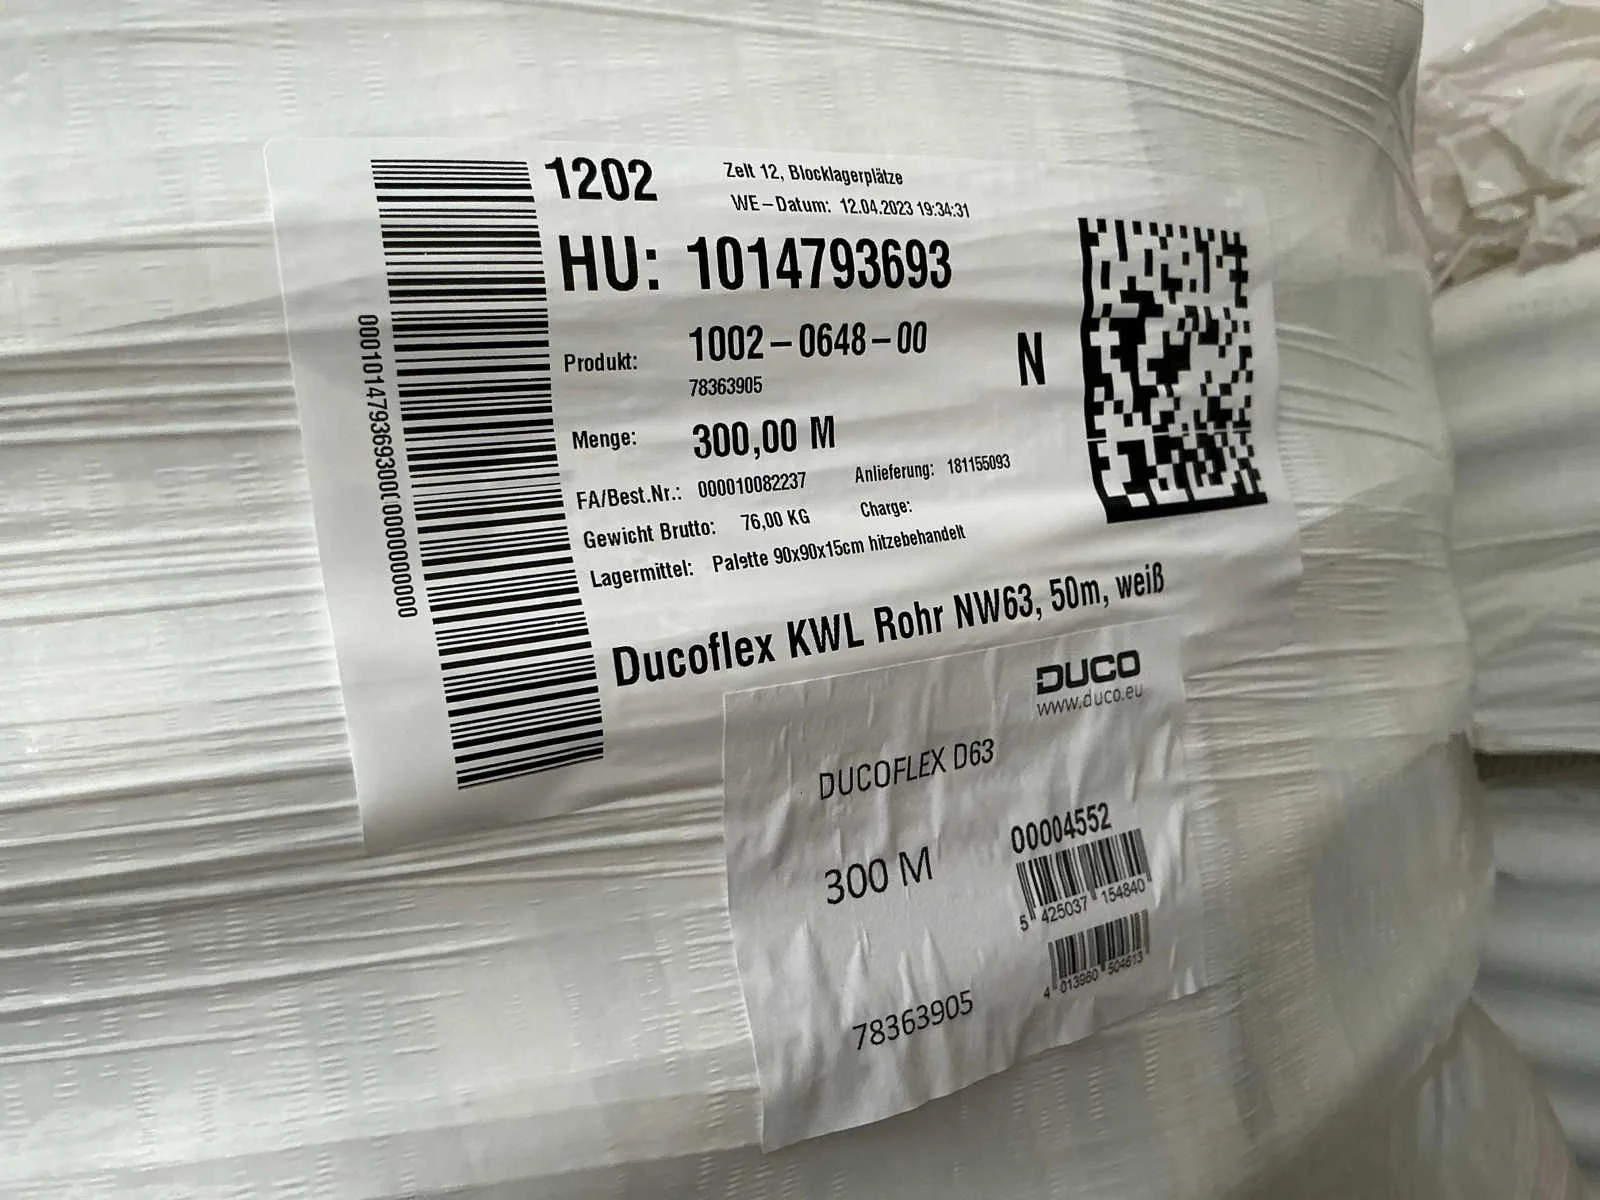 1202
Zelt 12, Blocklagerplätze
WE-Datum: 12.04.2023 19:34:31
HU: 1014793693
Produkt: 1002-0648-00
N
78363905
Menge: 300,00 M
FA/Best.Nr.: 000010082237 Anlieferung: 181155093
Gewicht Brutto: 76,00 KG Charge:
Lagermittel: Palette 90x90x15cm hitzebehandelt
Ducoflex KWL Rohr NW63, 50m, weiß
DUCO
www.duco.eu
DUCOFLEX D63
300 M
00004552
5 425037 154840
4 013960 504613
78363905